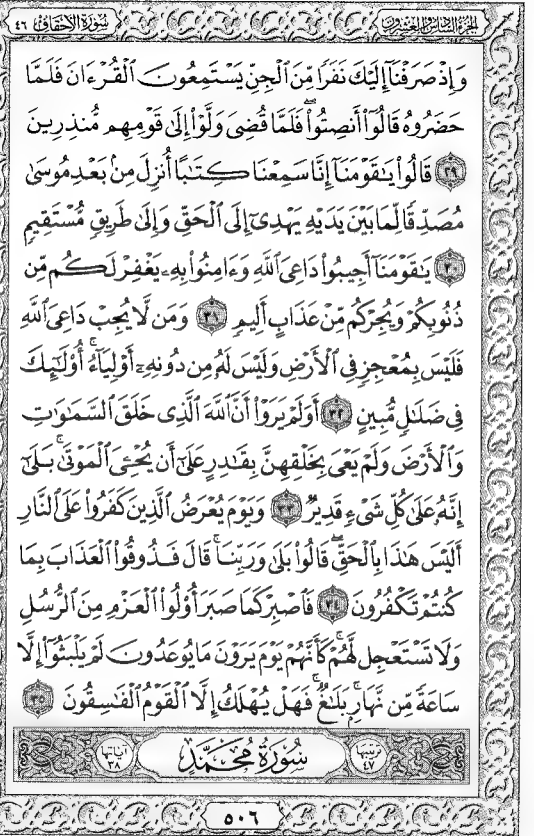 الجزء السادس والعشرون سورة الأحقاف ٤٦
وَإِذْ صَرَفْنَآ إِلَيْكَ نَفَرًا مِّنَ ٱلْجِنِّ يَسْتَمِعُونَ ٱلْقُرْءَانَ فَلَمَّا
حَضَرُوهُ قَالُوٓا۟ أَنصِتُوا۟ ۖ فَلَمَّا قُضِىَ وَلَّوْا۟ إِلَىٰ قَوْمِهِم مُّنذِرِينَ
٢٩ قَالُوا۟ يَـٰقَوْمَنَآ إِنَّا سَمِعْنَا كِتَـٰبًا أُنزِلَ مِنۢ بَعْدِ مُوسَىٰ
مُصَدِّقًا لِّمَا بَيْنَ يَدَيْهِ يَهْدِىٓ إِلَى ٱلْحَقِّ وَإِلَىٰ طَرِيقٍ مُّسْتَقِيمٍ
٣٠ يَـٰقَوْمَنَآ أَجِيبُوا۟ دَاعِىَ ٱللَّهِ وَءَامِنُوا۟ بِهِۦ يَغْفِرْ لَكُم مِّن
ذُنُوبِكُمْ وَيُجِرْكُم مِّنْ عَذَابٍ أَلِيمٍ ٣١ وَمَن لَّا يُجِبْ دَاعِىَ ٱللَّهِ
فَلَيْسَ بِمُعْجِزٍ فِى ٱلْأَرْضِ وَلَيْسَ لَهُۥ مِن دُونِهِۦٓ أَوْلِيَآءُ ۚ أُو۟لَـٰٓئِكَ
فِى ضَلَـٰلٍ مُّبِينٍ ٣٢ أَوَلَمْ يَرَوْا۟ أَنَّ ٱللَّهَ ٱلَّذِى خَلَقَ ٱلسَّمَـٰوَٰتِ
وَٱلْأَرْضَ وَلَمْ يَعْىَ بِخَلْقِهِنَّ بِقَـٰدِرٍ عَلَىٰٓ أَن يُحْـِۧىَ ٱلْمَوْتَىٰ ۚ بَلَىٰٓ
إِنَّهُۥ عَلَىٰ كُلِّ شَىْءٍ قَدِيرٌ ٣٣ وَيَوْمَ يُعْرَضُ ٱلَّذِينَ كَفَرُوا۟ عَلَى ٱلنَّارِ
أَلَيْسَ هَـٰذَا بِٱلْحَقِّ ۖ قَالُوا۟ بَلَىٰ وَرَبِّنَا ۚ قَالَ فَذُوقُوا۟ ٱلْعَذَابَ بِمَا
كُنتُمْ تَكْفُرُونَ ٣٤ فَٱصْبِرْ كَمَا صَبَرَ أُو۟لُوا۟ ٱلْعَزْمِ مِنَ ٱلرُّسُلِ
وَلَا تَسْتَعْجِل لَّهُمْ ۚ كَأَنَّهُمْ يَوْمَ يَرَوْنَ مَا يُوعَدُونَ لَمْ يَلْبَثُوٓا۟ إِلَّا
سَاعَةً مِّن نَّهَارٍۭ ۚ بَلَـٰغٌ ۚ فَهَلْ يُهْلَكُ إِلَّا ٱلْقَوْمُ ٱلْفَـٰسِقُونَ ٣٥
ترتيبها ٤٧ سُورَةُ مُحَمَّد آياتها ٣٨
٥٠٦